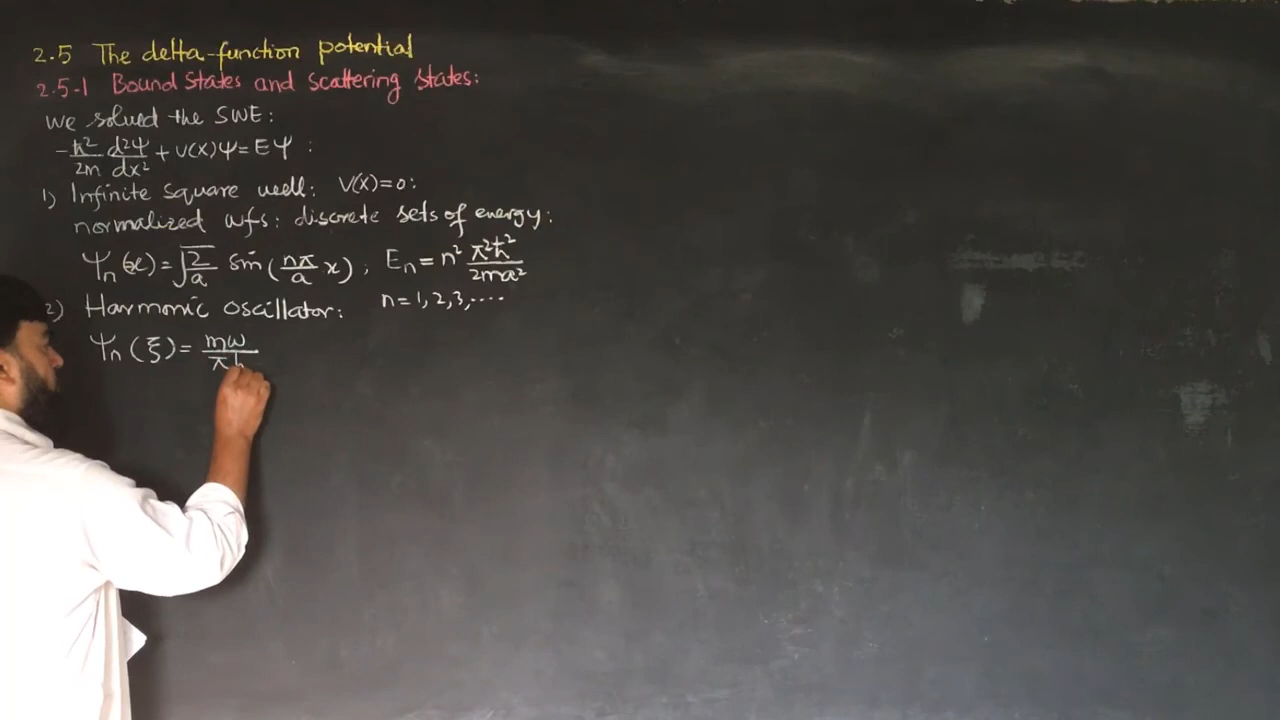 2.5 The delta-function potential
2.5-1 Bound States and Scattering States:
We solved the SWE:
-ħ²/2m d²Ψ/dx² + V(x)Ψ = EΨ :
1) Infinite Square well: V(x)=0:
normalized wfs: discrete sets of energy:
Ψn(x) = √(2/a) sin(nπ/a x) ; En = n² π²ħ²/2ma²
2) Harmonic oscillator: n=1,2,3,....
Ψn(ξ) = mω/πħ